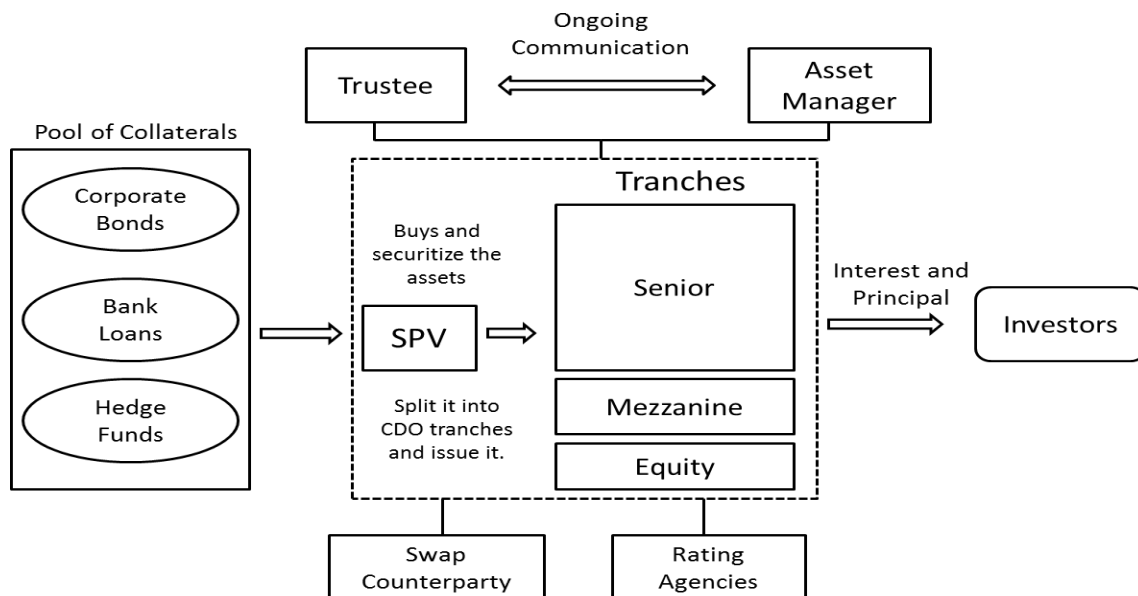 Ongoing
Communication
Trustee
Asset
Manager
Pool of Collaterals
Corporate
Bonds
Bank
Loans
Hedge
Funds
Tranches
Buys and
securitize the
assets
SPV
Split it into
CDO tranches
and issue it.
Senior
Mezzanine
Equity
Interest and
Principal
Investors
Swap
Counterparty
Rating
Agencies